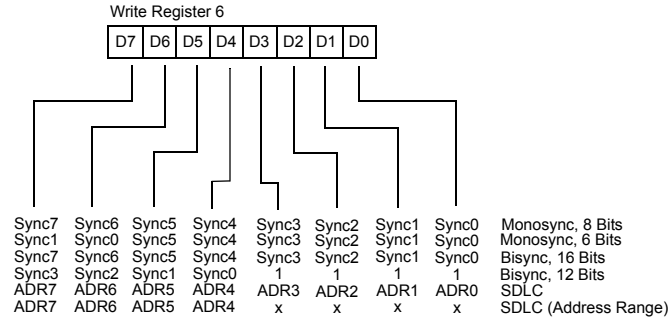 Write Register 6
D7 D6 D5 D4 D3 D2 D1 D0
Sync7 Sync6 Sync5 Sync4 Sync3 Sync2 Sync1 Sync0 Monosync, 8 Bits
Sync1 Sync0 Sync5 Sync4 Sync3 Sync2 Sync1 Sync0 Monosync, 6 Bits
Sync7 Sync6 Sync5 Sync4 Sync3 Sync2 Sync1 Sync0 Bisync, 16 Bits
Sync3 Sync2 Sync1 Sync0 1 1 1 1 Bisync, 12 Bits
ADR7 ADR6 ADR5 ADR4 ADR3 ADR2 ADR1 ADR0 SDLC
ADR7 ADR6 ADR5 ADR4 x x x x SDLC (Address Range)